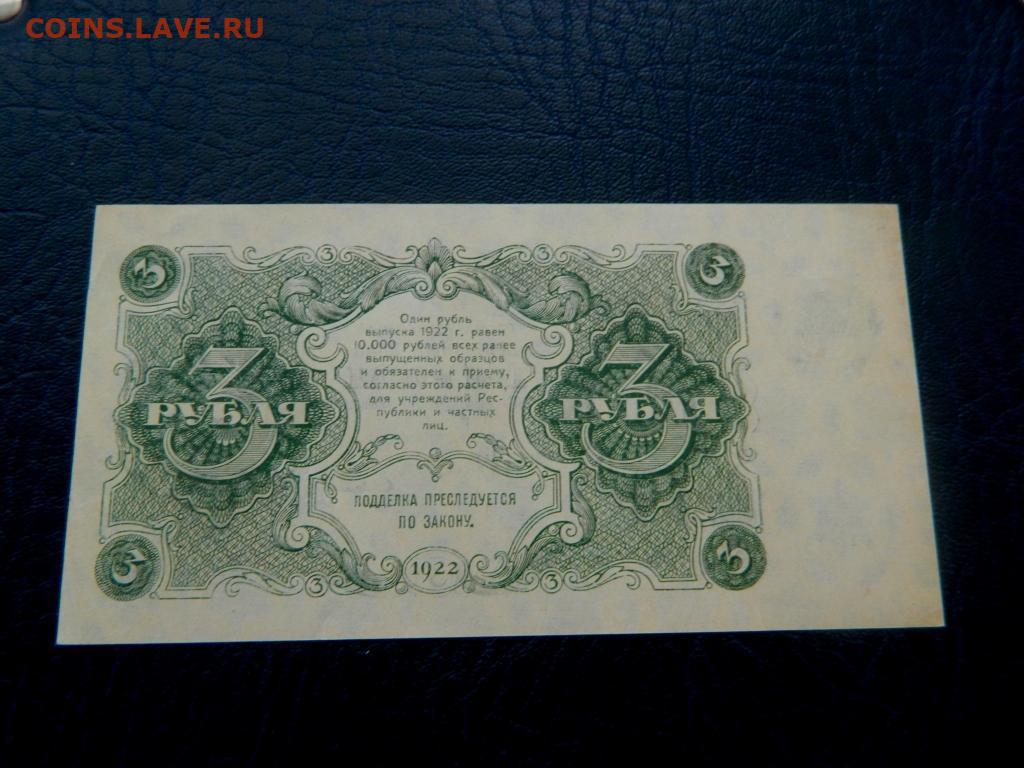 COINS.LAVE.RU
3 3 3 3
Один рубль
выпуска 1922 г. равен
10.000 рублей всех ранее
выпущенных образцов
и обязателен к приему,
согласно этого расчета,
для учреждений Рес-
публики и частных
лиц.
3 РУБЛЯ
3 РУБЛЯ
ПОДДЕЛКА ПРЕСЛЕДУЕТСЯ
ПО ЗАКОНУ.
3 3 1922 3 3